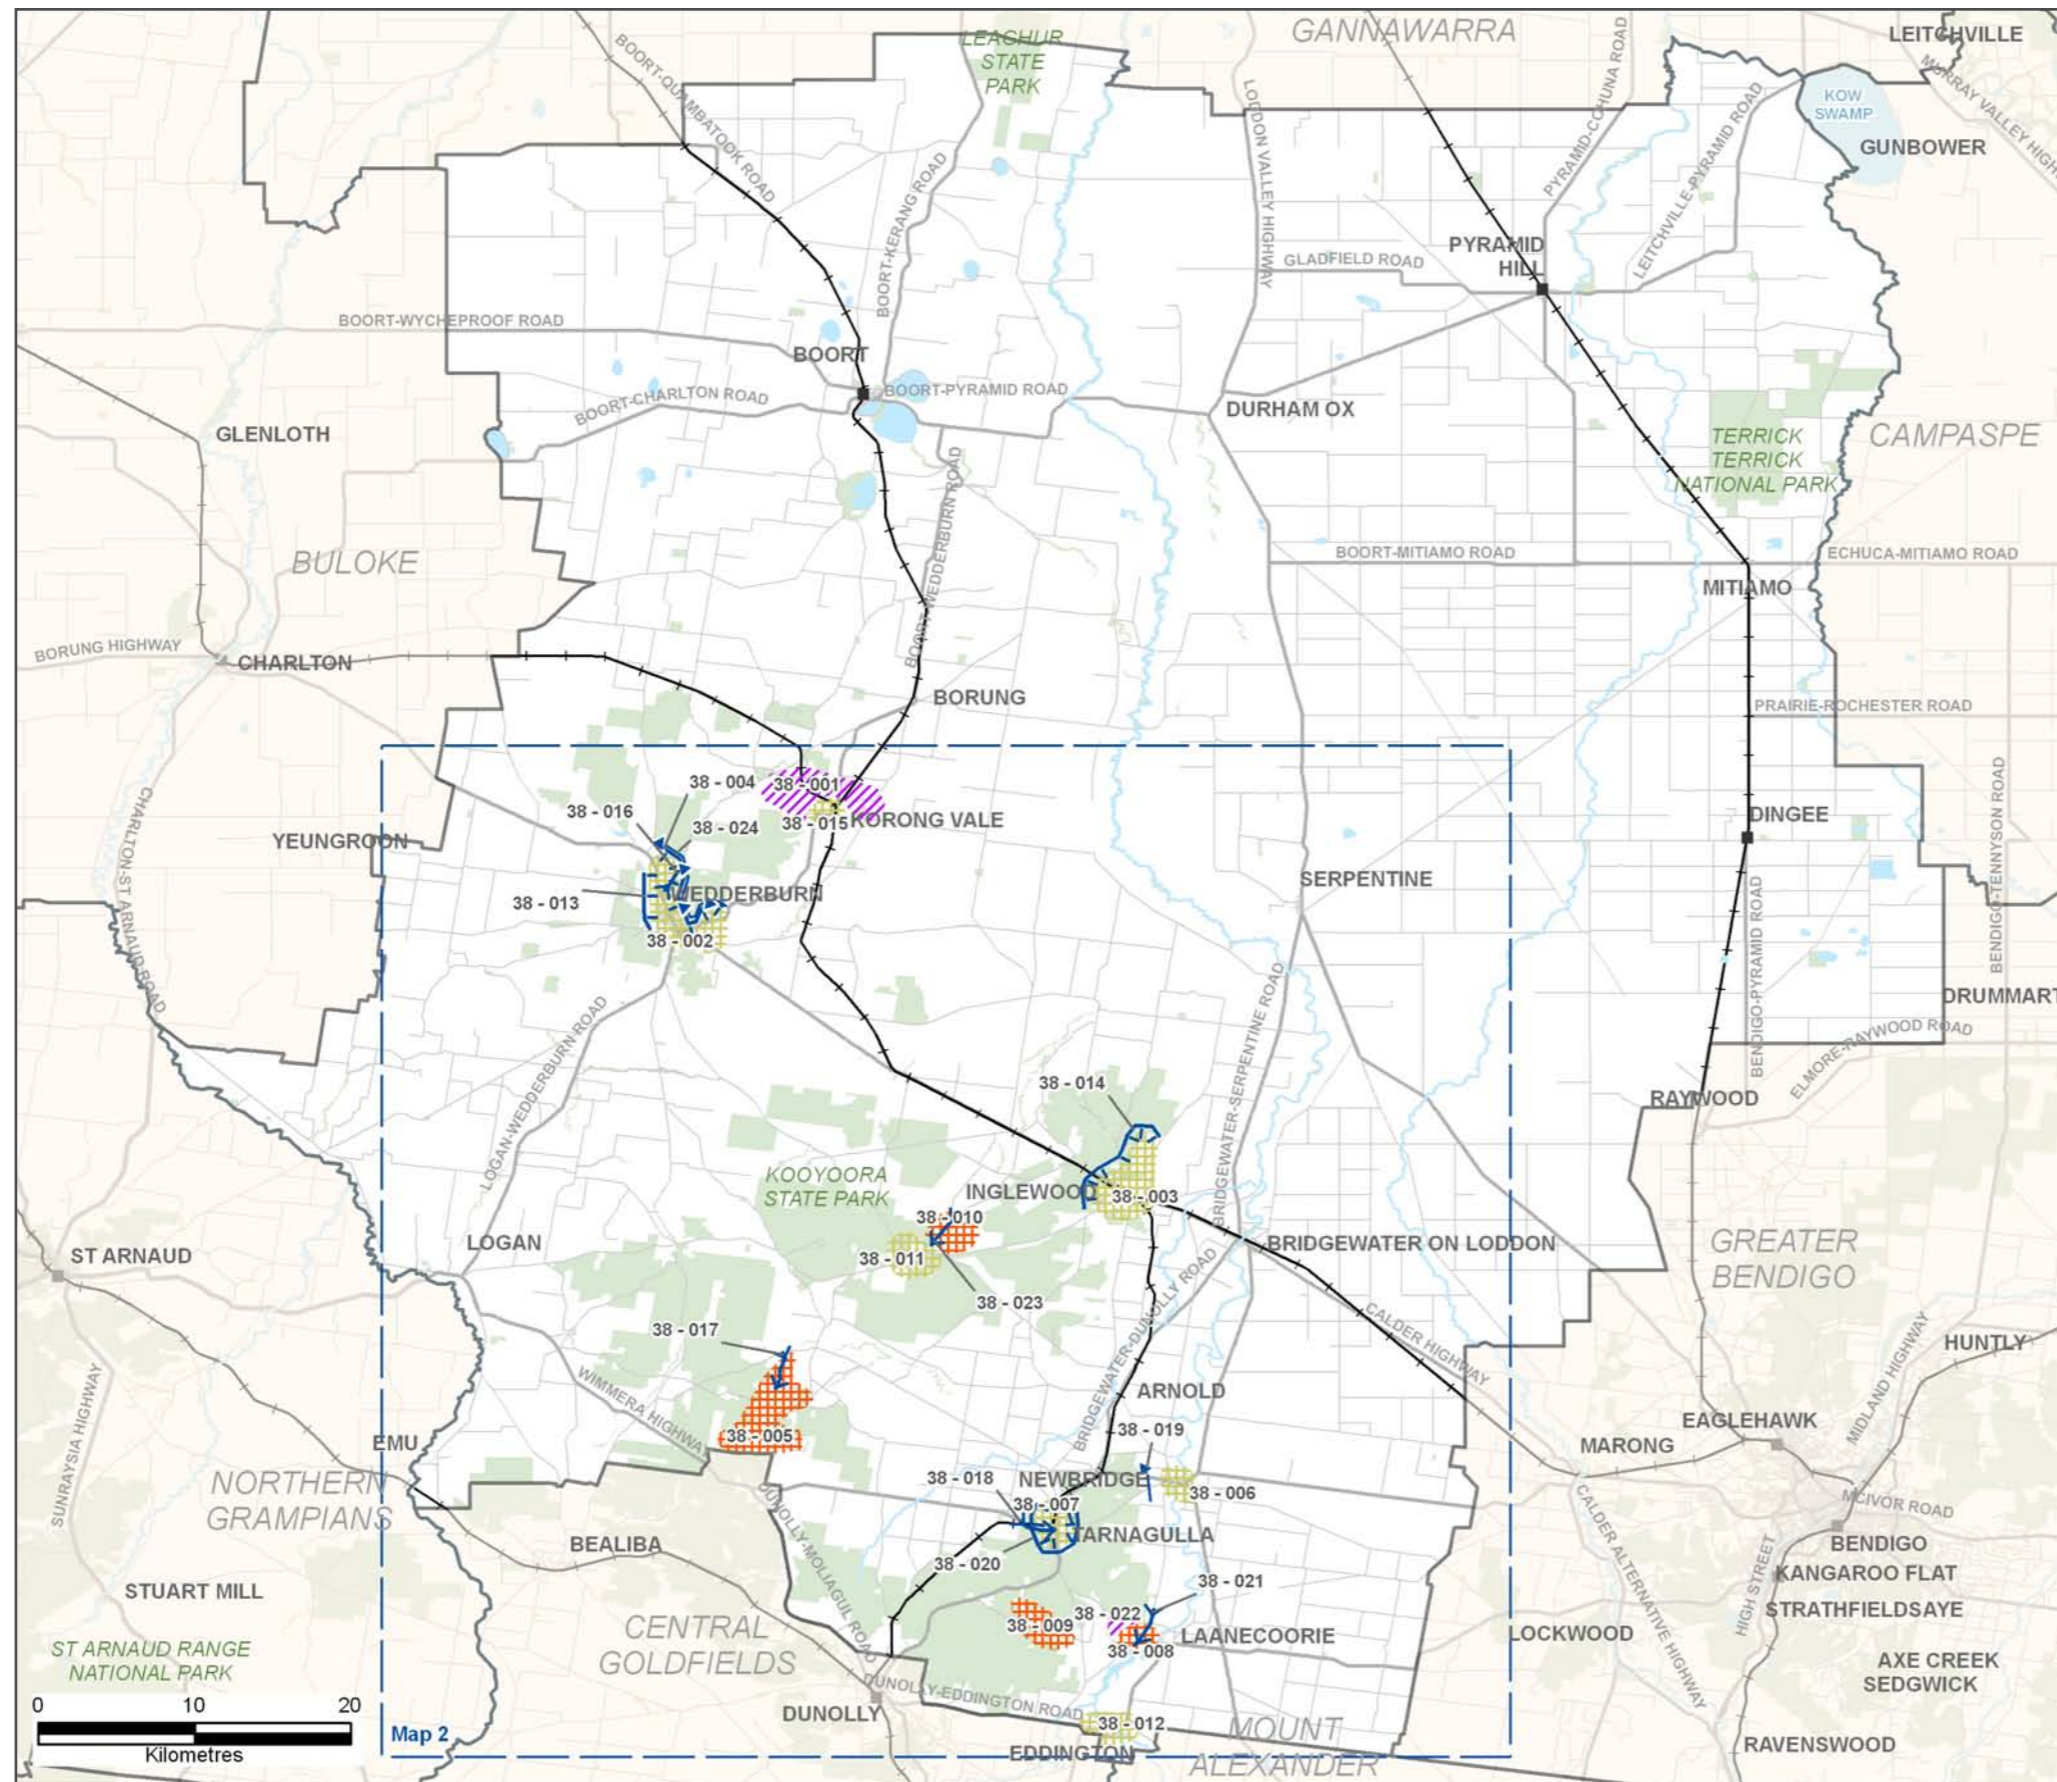 GANNAWARRA
LEITCHVILLE
LEAGHUR
STATE
PARK
BOORT-QUAMBATOOK ROAD
LODDON VALLEY HIGHWAY
PYRAMID-COHUNA ROAD
LEITCHVILLE-PYRAMID ROAD
KOW
SWAMP
GUNBOWER
BOORT-KERANG ROAD
PYRAMID
HILL
GLADFIELD ROAD
BOORT-WYCHEPROOF ROAD
BOORT
BOORT-PYRAMID ROAD
BOORT-CHARLTON ROAD
DURHAM OX
GLENLOTH
TERRICK
TERRICK
NATIONAL PARK
CAMPASPE
BULOKE
BOORT-WEDDERBURN ROAD
BOORT-MITIAMO ROAD
ECHUCA-MITIAMO ROAD
MITIAMO
BORUNG HIGHWAY
CHARLTON
BORUNG
PRAIRIE-ROCHESTER ROAD
38 - 004
38 - 001
38 - 016
38 - 024
38 - 015
KORONG VALE
DINGEE
YEUNGROON
CHARLTON-ST ARNAUD ROAD
WEDDERBURN
SERPENTINE
38 - 013
38 - 002
BENDIGO-PYRAMID ROAD
BENDIGO-TENNYSON ROAD
DRUMMART
ELMORE-RAYWOOD ROAD
LOGAN-WEDDERBURN ROAD
BRIDGEWATER-SERPENTINE ROAD
38 - 014
RAYWOOD
KOOYOORA
STATE PARK
INGLEWOOD
38 - 003
38 - 010
LOGAN
ST ARNAUD
38 - 011
BRIDGEWATER ON LODDON
GREATER
BENDIGO
38 - 023
BRIDGEWATER-DUNOLLY ROAD
CALDER HIGHWAY
38 - 017
MIDLAND HIGHWAY
HUNTLY
WIMMERA HIGHWAY
ARNOLD
SUNRAYSIA HIGHWAY
EAGLEHAWK
38 - 005
38 - 019
EMU
MARONG
NORTHERN
GRAMPIANS
38 - 018
NEWBRIDGE
38 - 006
38 - 007
MCIVOR ROAD
DUNOLLY-MOLIAGUL ROAD
TARNAGULLA
CALDER ALTERNATIVE HIGHWAY
BEALIBA
BENDIGO
38 - 020
HIGH STREET
KANGAROO FLAT
38 - 021
STUART MILL
STRATHFIELDSAYE
38 - 022
CENTRAL
GOLDFIELDS
38 - 009
LAANECOORIE
LOCKWOOD
38 - 008
ST ARNAUD RANGE
NATIONAL PARK
AXE CREEK
SEDGWICK
DUNOLLY-EDDINGTON ROAD
0 10 20
Kilometres
DUNOLLY
38 - 012
Map 2
MOUNT
ALEXANDER
EDDINGTON
RAVENSWOOD